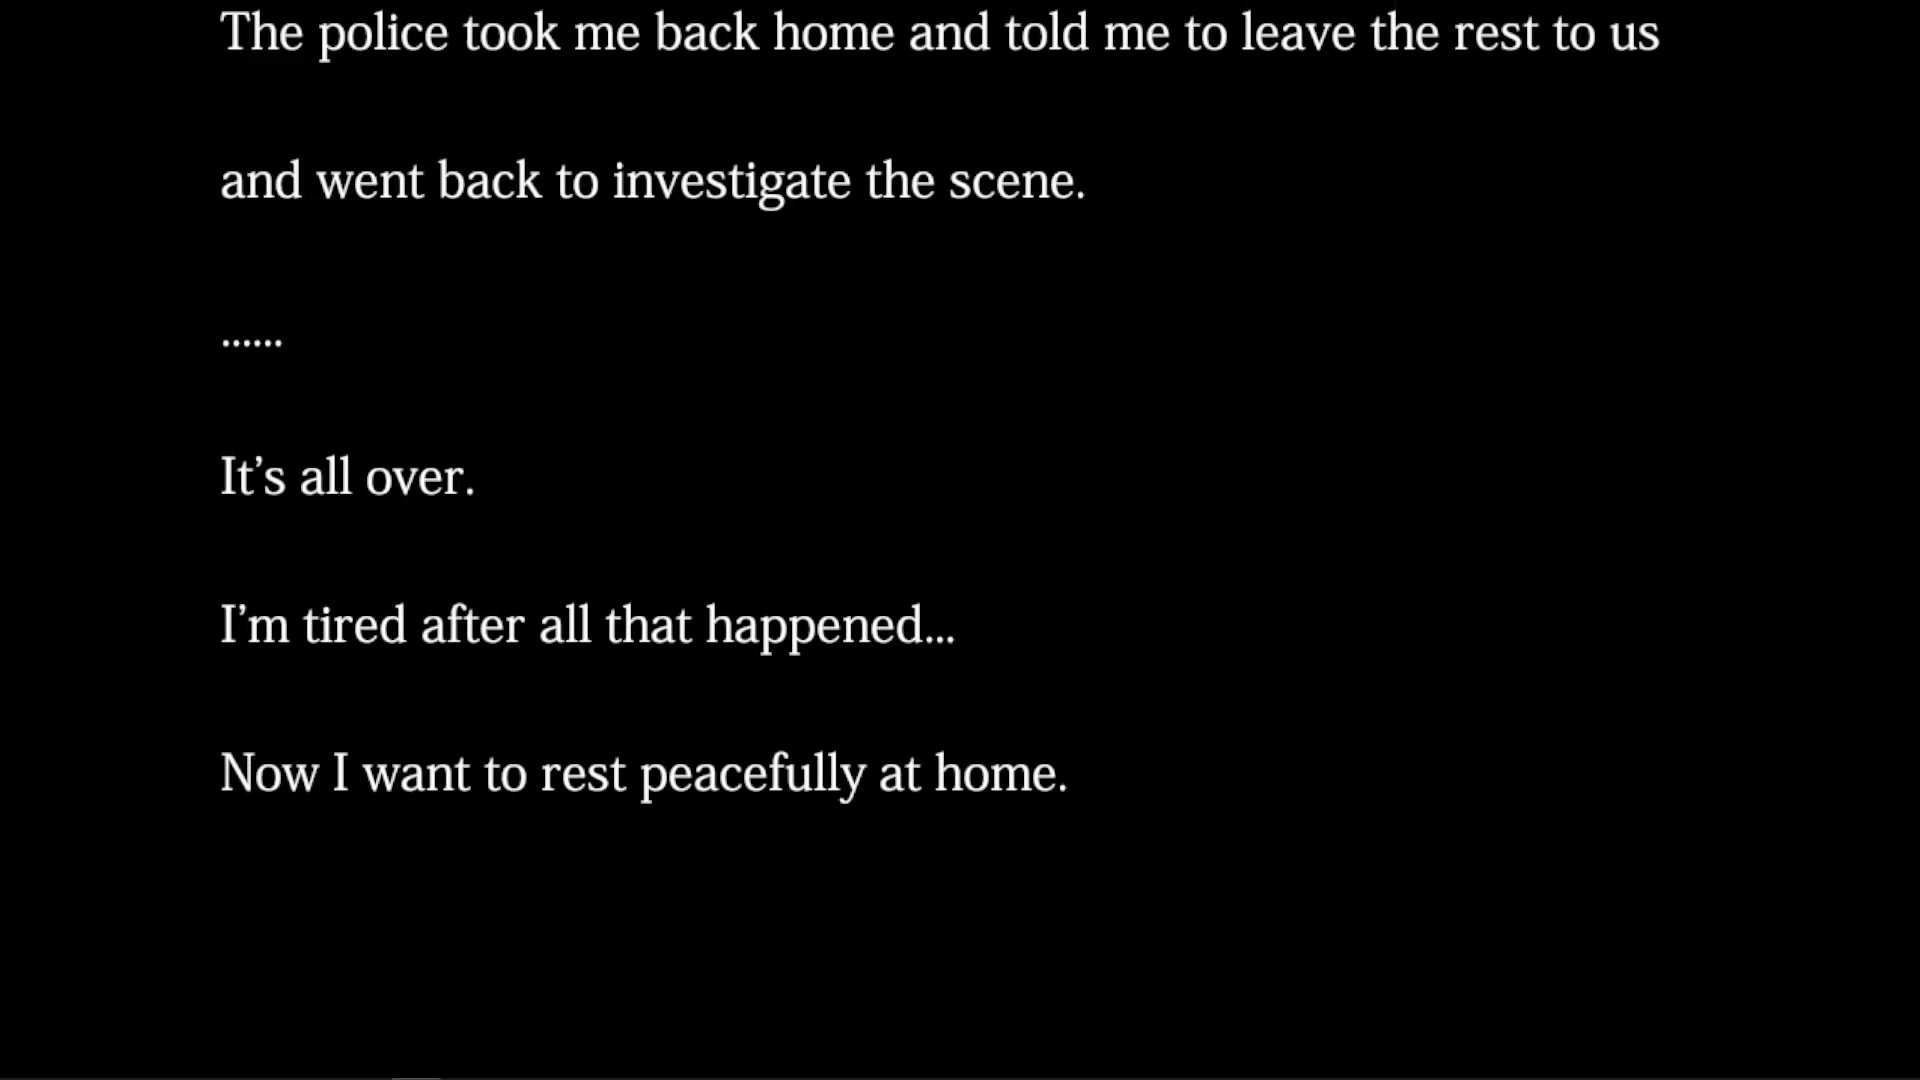 The police took me back home and told me to leave the rest to us
and went back to investigate the scene.
......
It’s all over.
I’m tired after all that happened...
Now I want to rest peacefully at home.